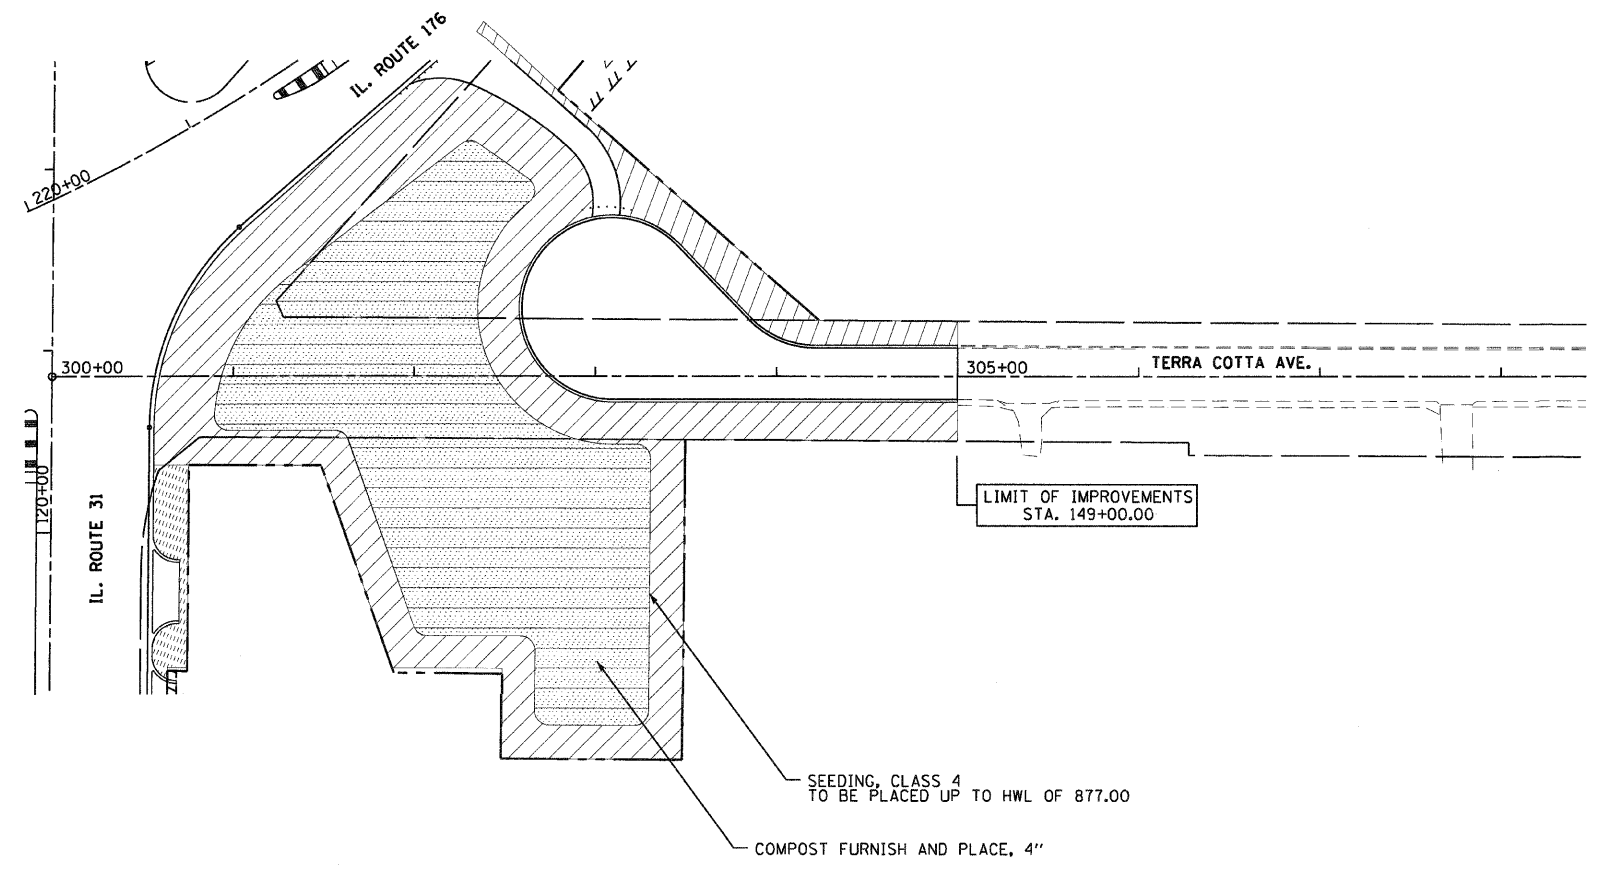 IL. ROUTE 176
220+00
300+00
305+00
TERRA COTTA AVE.
120+00
IL. ROUTE 31
LIMIT OF IMPROVEMENTS
STA. 149+00.00
SEEDING, CLASS 4
TO BE PLACED UP TO HWL OF 877.00
COMPOST FURNISH AND PLACE, 4"